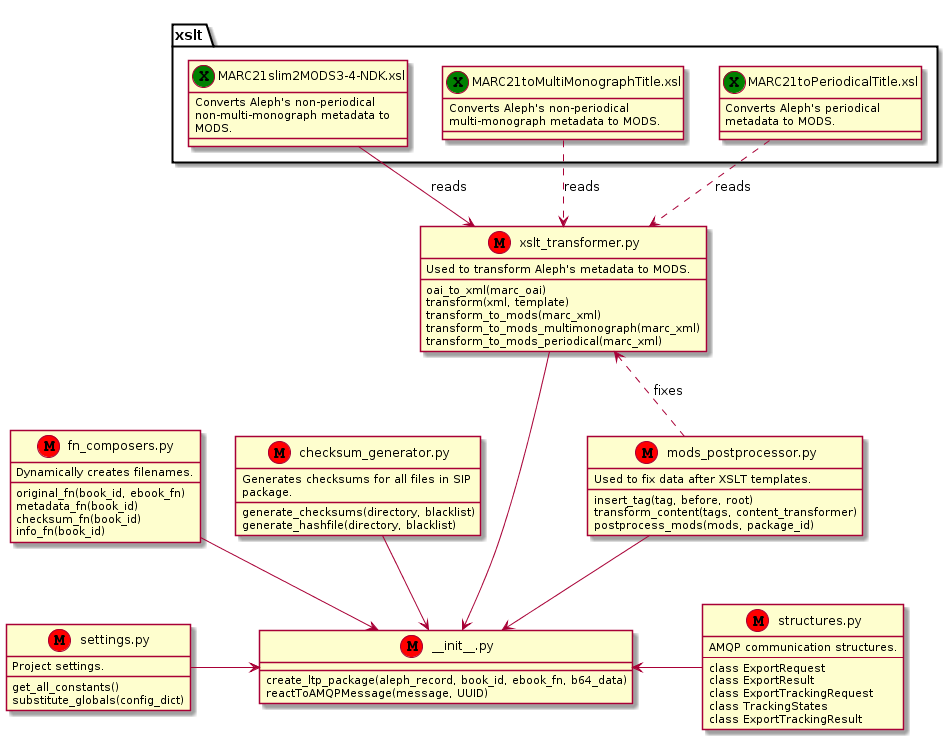 xslt
X MARC21slim2MODS3-4-NDK.xsl
Converts Aleph's non-periodical
non-multi-monograph metadata to
MODS.
X MARC21toMultiMonographTitle.xsl
Converts Aleph's non-periodical
multi-monograph metadata to MODS.
X MARC21toPeriodicalTitle.xsl
Converts Aleph's periodical
metadata to MODS.
reads
reads
reads
M xslt_transformer.py
Used to transform Aleph's metadata to MODS.
oai_to_xml(marc_oai)
transform(xml, template)
transform_to_mods(marc_xml)
transform_to_mods_multimonograph(marc_xml)
transform_to_mods_periodical(marc_xml)
fixes
M fn_composers.py
Dynamically creates filenames.
original_fn(book_id, ebook_fn)
metadata_fn(book_id)
checksum_fn(book_id)
info_fn(book_id)
M checksum_generator.py
Generates checksums for all files in SIP
package.
generate_checksums(directory, blacklist)
generate_hashfile(directory, blacklist)
M mods_postprocessor.py
Used to fix data after XSLT templates.
insert_tag(tag, before, root)
transform_content(tags, content_transformer)
postprocess_mods(mods, package_id)
M settings.py
Project settings.
get_all_constants()
substitute_globals(config_dict)
M __init__.py
create_ltp_package(aleph_record, book_id, ebook_fn, b64_data)
reactToAMQPMessage(message, UUID)
M structures.py
AMQP communication structures.
class ExportRequest
class ExportResult
class ExportTrackingRequest
class TrackingStates
class ExportTrackingResult